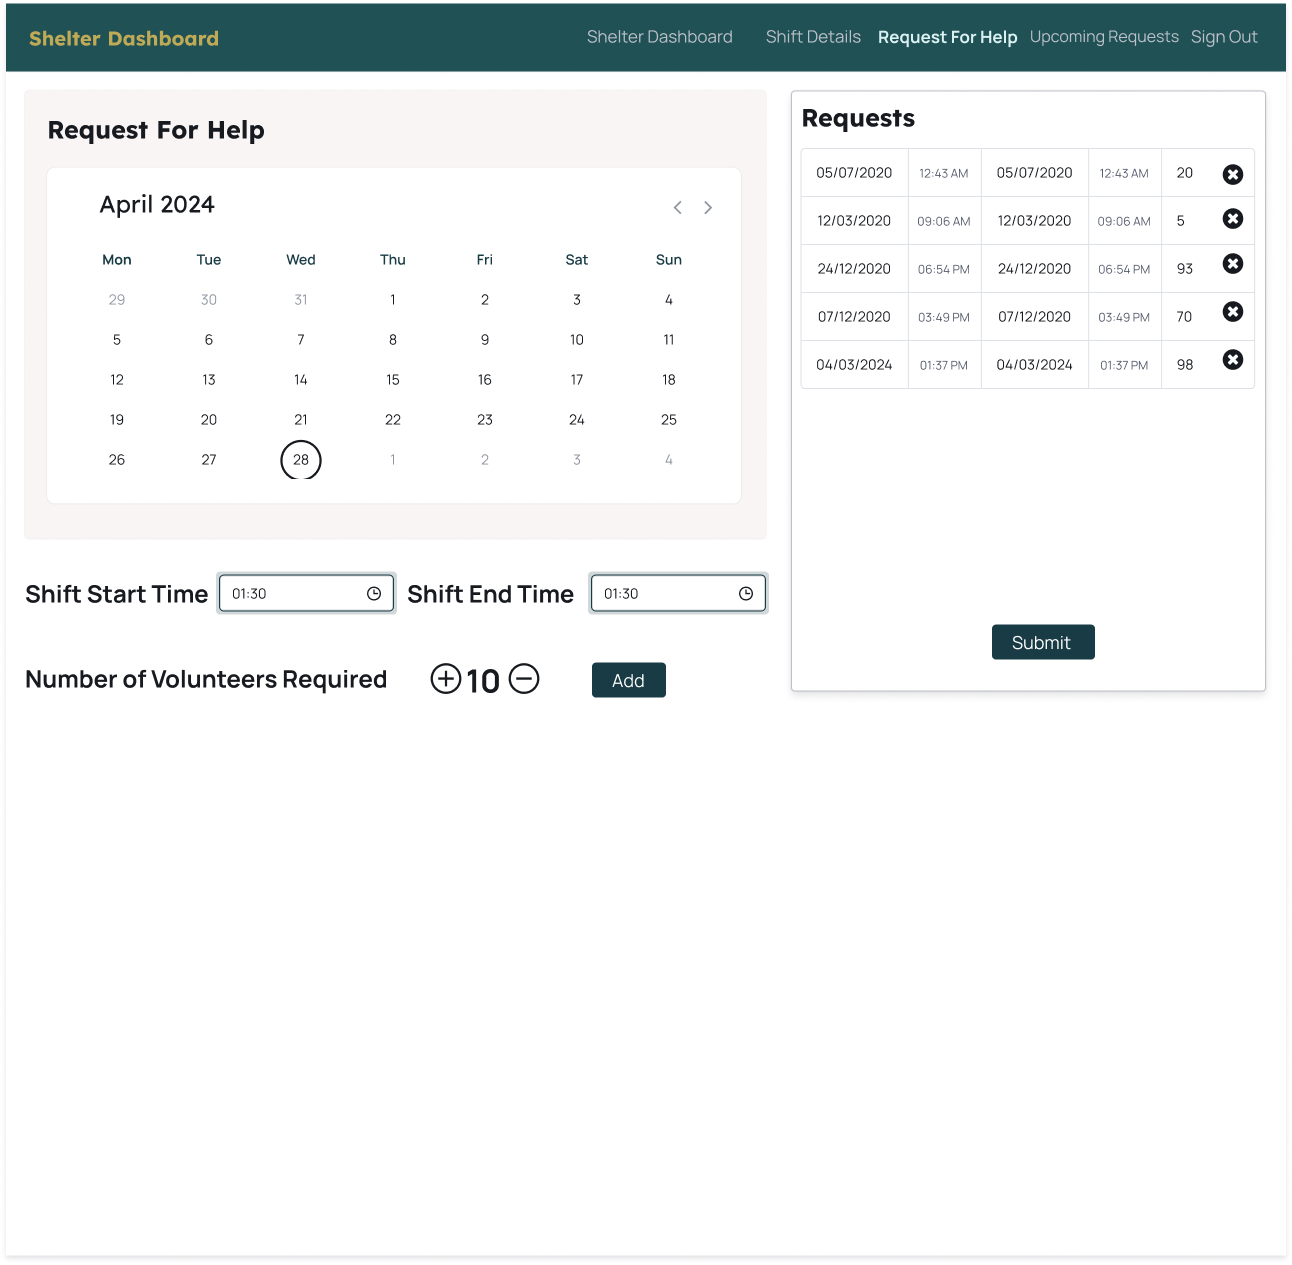 Shelter Dashboard
Shelter Dashboard Shift Details Request For Help Upcoming Requests Sign Out
Request For Help
April 2024
Mon Tue Wed Thu Fri Sat Sun
29 30 31 1 2 3 4
5 6 7 8 9 10 11
12 13 14 15 16 17 18
19 20 21 22 23 24 25
26 27 28 1 2 3 4
Shift Start Time 01:30 Shift End Time 01:30
Number of Volunteers Required 10 Add
Requests
05/07/2020 12:43 AM 05/07/2020 12:43 AM 20
12/03/2020 09:06 AM 12/03/2020 09:06 AM 5
24/12/2020 06:54 PM 24/12/2020 06:54 PM 93
07/12/2020 03:49 PM 07/12/2020 03:49 PM 70
04/03/2024 01:37 PM 04/03/2024 01:37 PM 98
Submit